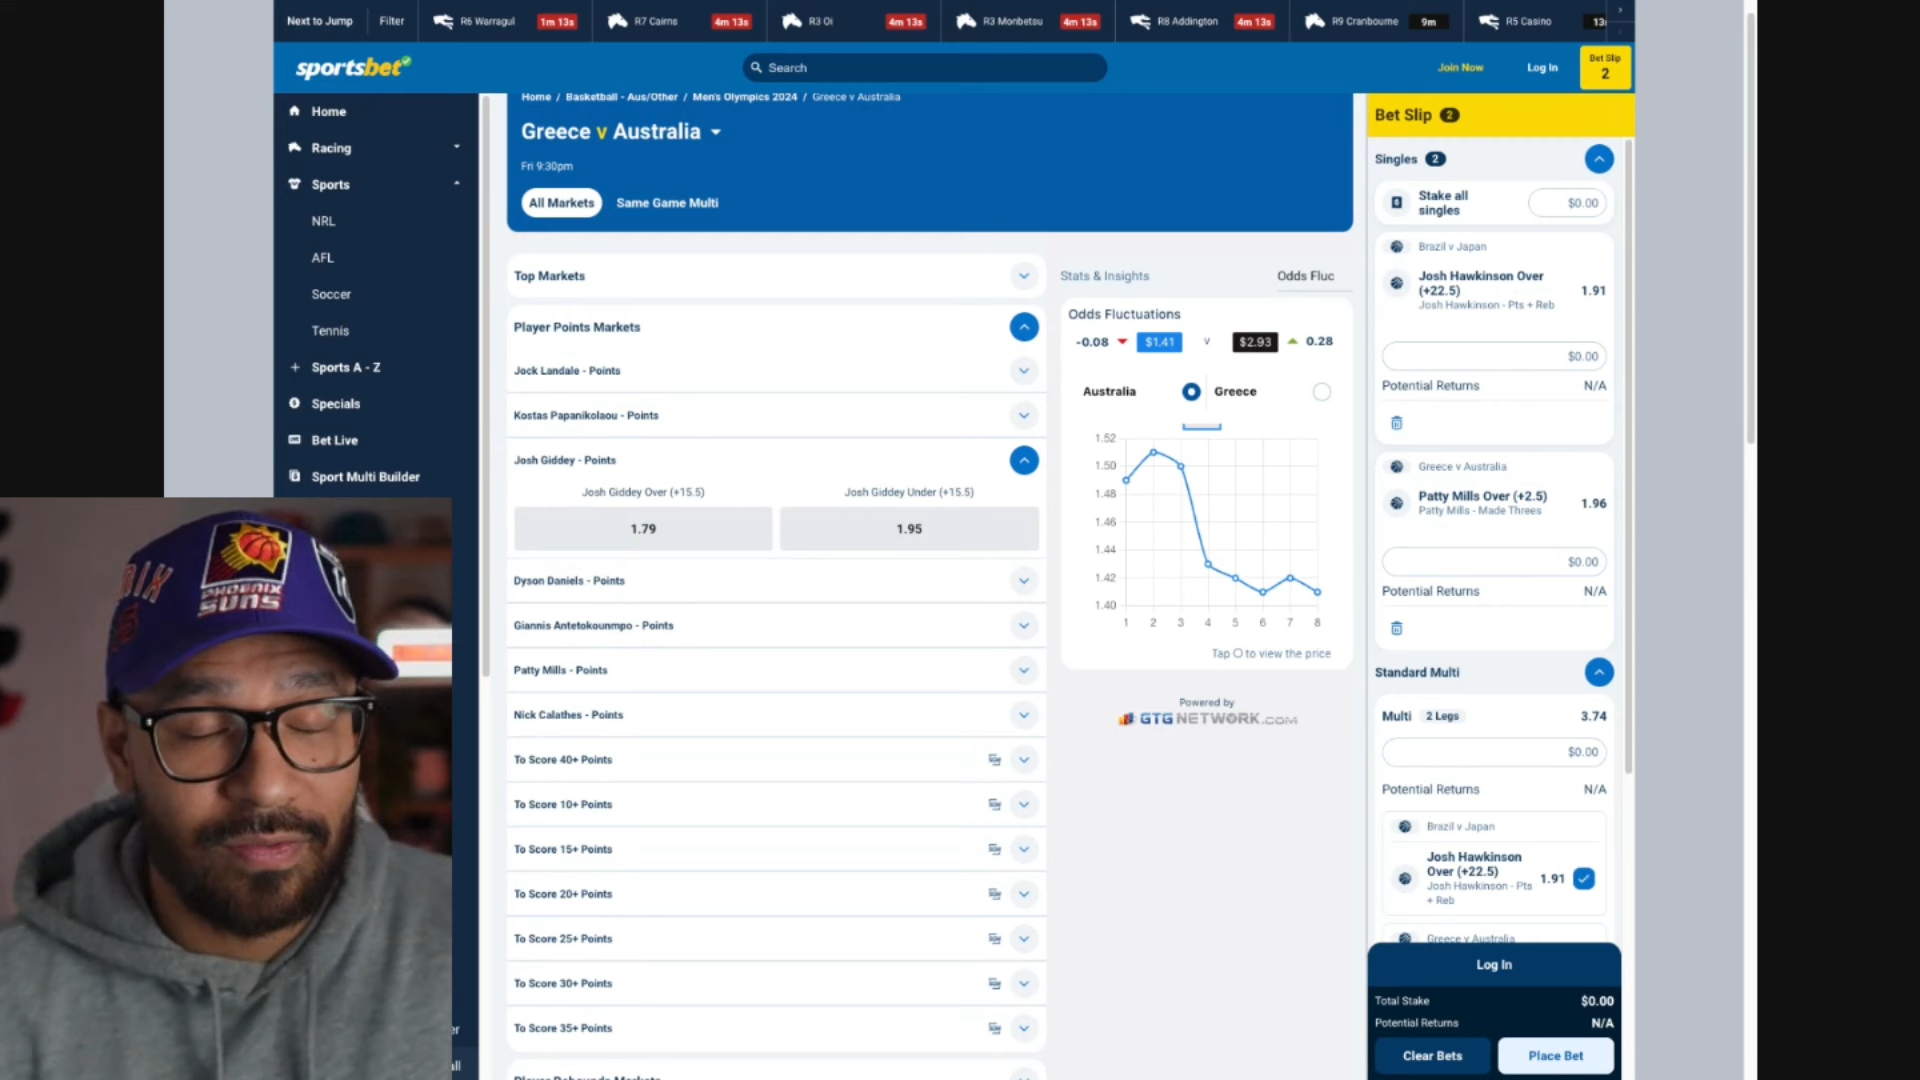 Next to Jump
Filter
R6 Warragul
1m 13s
R7 Cairns
4m 13s
R3 Oi
4m 13s
R3 Monbetsu
4m 13s
R8 Addington
4m 13s
R9 Cranbourne
9m
R5 Casino
sportsbet
Search
Join Now
Log In
Bet Slip
2
Home
Racing
Sports
NRL
AFL
Soccer
Tennis
Sports A - Z
Specials
Bet Live
Sport Multi Builder
Home / Basketball - Aus/Other / Men's Olympics 2024 / Greece v Australia
Greece v Australia
Fri 9:30pm
All Markets
Same Game Multi
Top Markets
Player Points Markets
Jock Landale - Points
Kostas Papanikolaou - Points
Josh Giddey - Points
Josh Giddey Over (+15.5)
Josh Giddey Under (+15.5)
1.79
1.95
Dyson Daniels - Points
Giannis Antetokounmpo - Points
Patty Mills - Points
Nick Calathes - Points
To Score 40+ Points
To Score 10+ Points
To Score 15+ Points
To Score 20+ Points
To Score 25+ Points
To Score 30+ Points
To Score 35+ Points
Player Rebounds Markets
Stats & Insights
Odds Fluc
Odds Fluctuations
-0.08
$1.41
v
$2.93
0.28
Australia
Greece
1.52
1.50
1.48
1.46
1.44
1.42
1.40
1 2 3 4 5 6 7 8
Tap O to view the price
Powered by
GTGNETWORK.COM
Bet Slip 2
Singles 2
Stake all
singles
$0.00
Brazil v Japan
Josh Hawkinson Over
(+22.5)
1.91
Josh Hawkinson - Pts + Reb
$0.00
Potential Returns
N/A
Greece v Australia
Patty Mills Over (+2.5)
1.96
Patty Mills - Made Threes
$0.00
Potential Returns
N/A
Standard Multi
Multi
2 Legs
3.74
$0.00
Potential Returns
N/A
Brazil v Japan
Josh Hawkinson
Over (+22.5)
1.91
Josh Hawkinson - Pts
+ Reb
Greece v Australia
Log In
Total Stake
$0.00
Potential Returns
N/A
Clear Bets
Place Bet
PHOENIX
SUNS